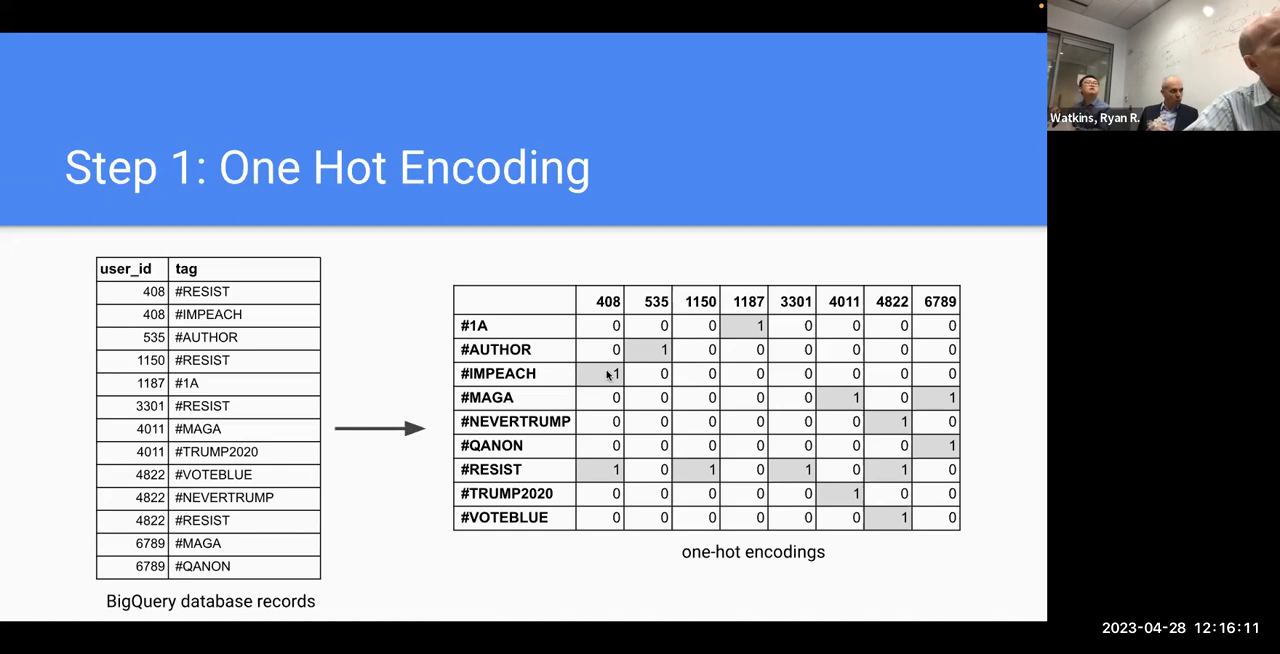 Step 1: One Hot Encoding
user_id tag
408 #RESIST
408 #IMPEACH
535 #AUTHOR
1150 #RESIST
1187 #1A
3301 #RESIST
4011 #MAGA
4011 #TRUMP2020
4822 #VOTEBLUE
4822 #NEVERTRUMP
4822 #RESIST
6789 #MAGA
6789 #QANON
BigQuery database records
408 535 1150 1187 3301 4011 4822 6789
#1A 0 0 0 1 0 0 0 0
#AUTHOR 0 1 0 0 0 0 0 0
#IMPEACH 1 0 0 0 0 0 0 0
#MAGA 0 0 0 0 0 1 0 1
#NEVERTRUMP 0 0 0 0 0 0 1 0
#QANON 0 0 0 0 0 0 0 1
#RESIST 1 0 1 0 1 0 1 0
#TRUMP2020 0 0 0 0 0 1 0 0
#VOTEBLUE 0 0 0 0 0 0 1 0
one-hot encodings
Watkins, Ryan R.
2023-04-28 12:16:11